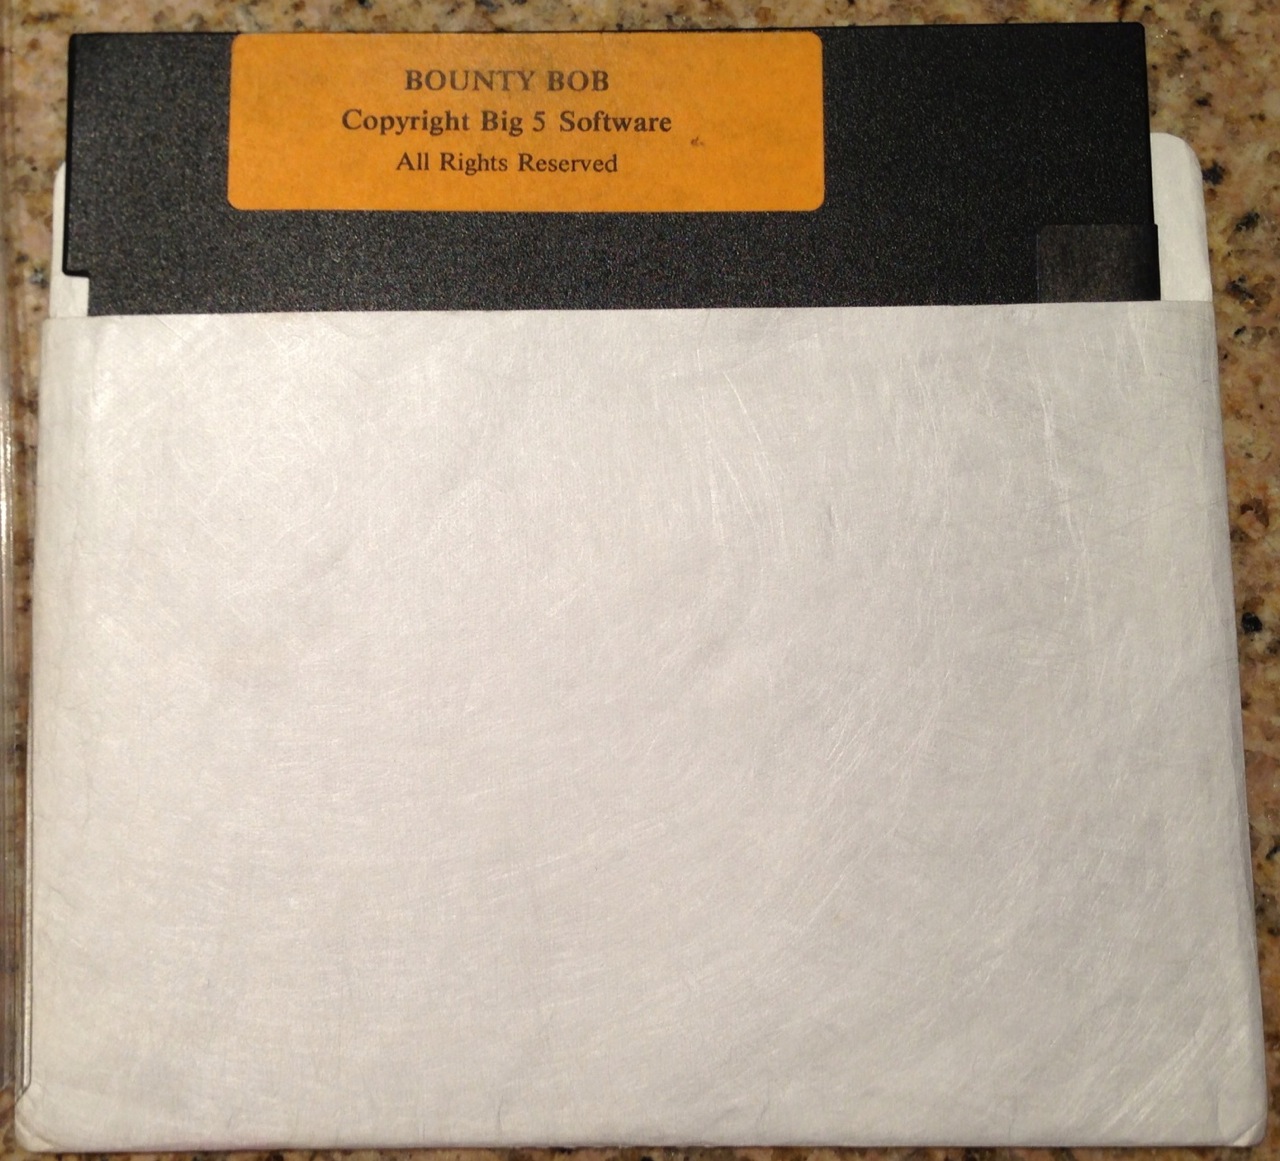 BOUNTY BOB
Copyright Big 5 Software
All Rights Reserved